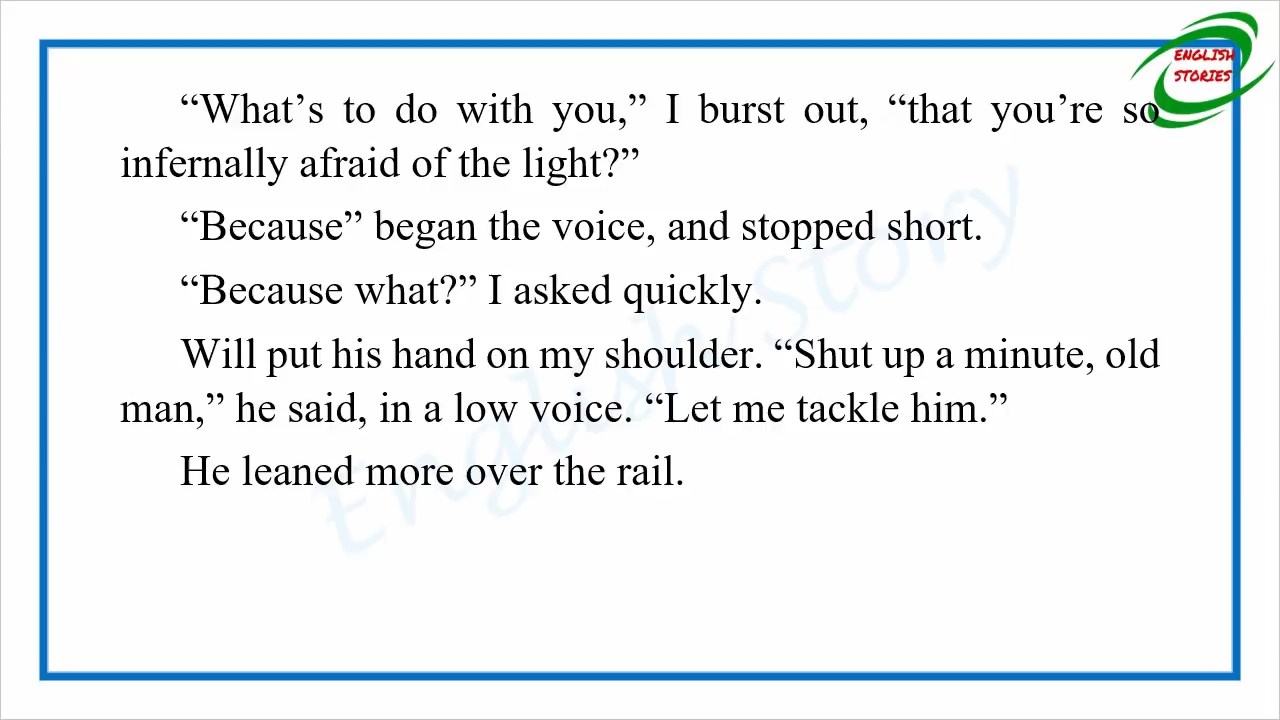 ENGLISH
STORIES
“What’s to do with you,” I burst out, “that you’re so
infernally afraid of the light?”
“Because” began the voice, and stopped short.
“Because what?” I asked quickly.
Will put his hand on my shoulder. “Shut up a minute, old
man,” he said, in a low voice. “Let me tackle him.”
He leaned more over the rail.
English Story